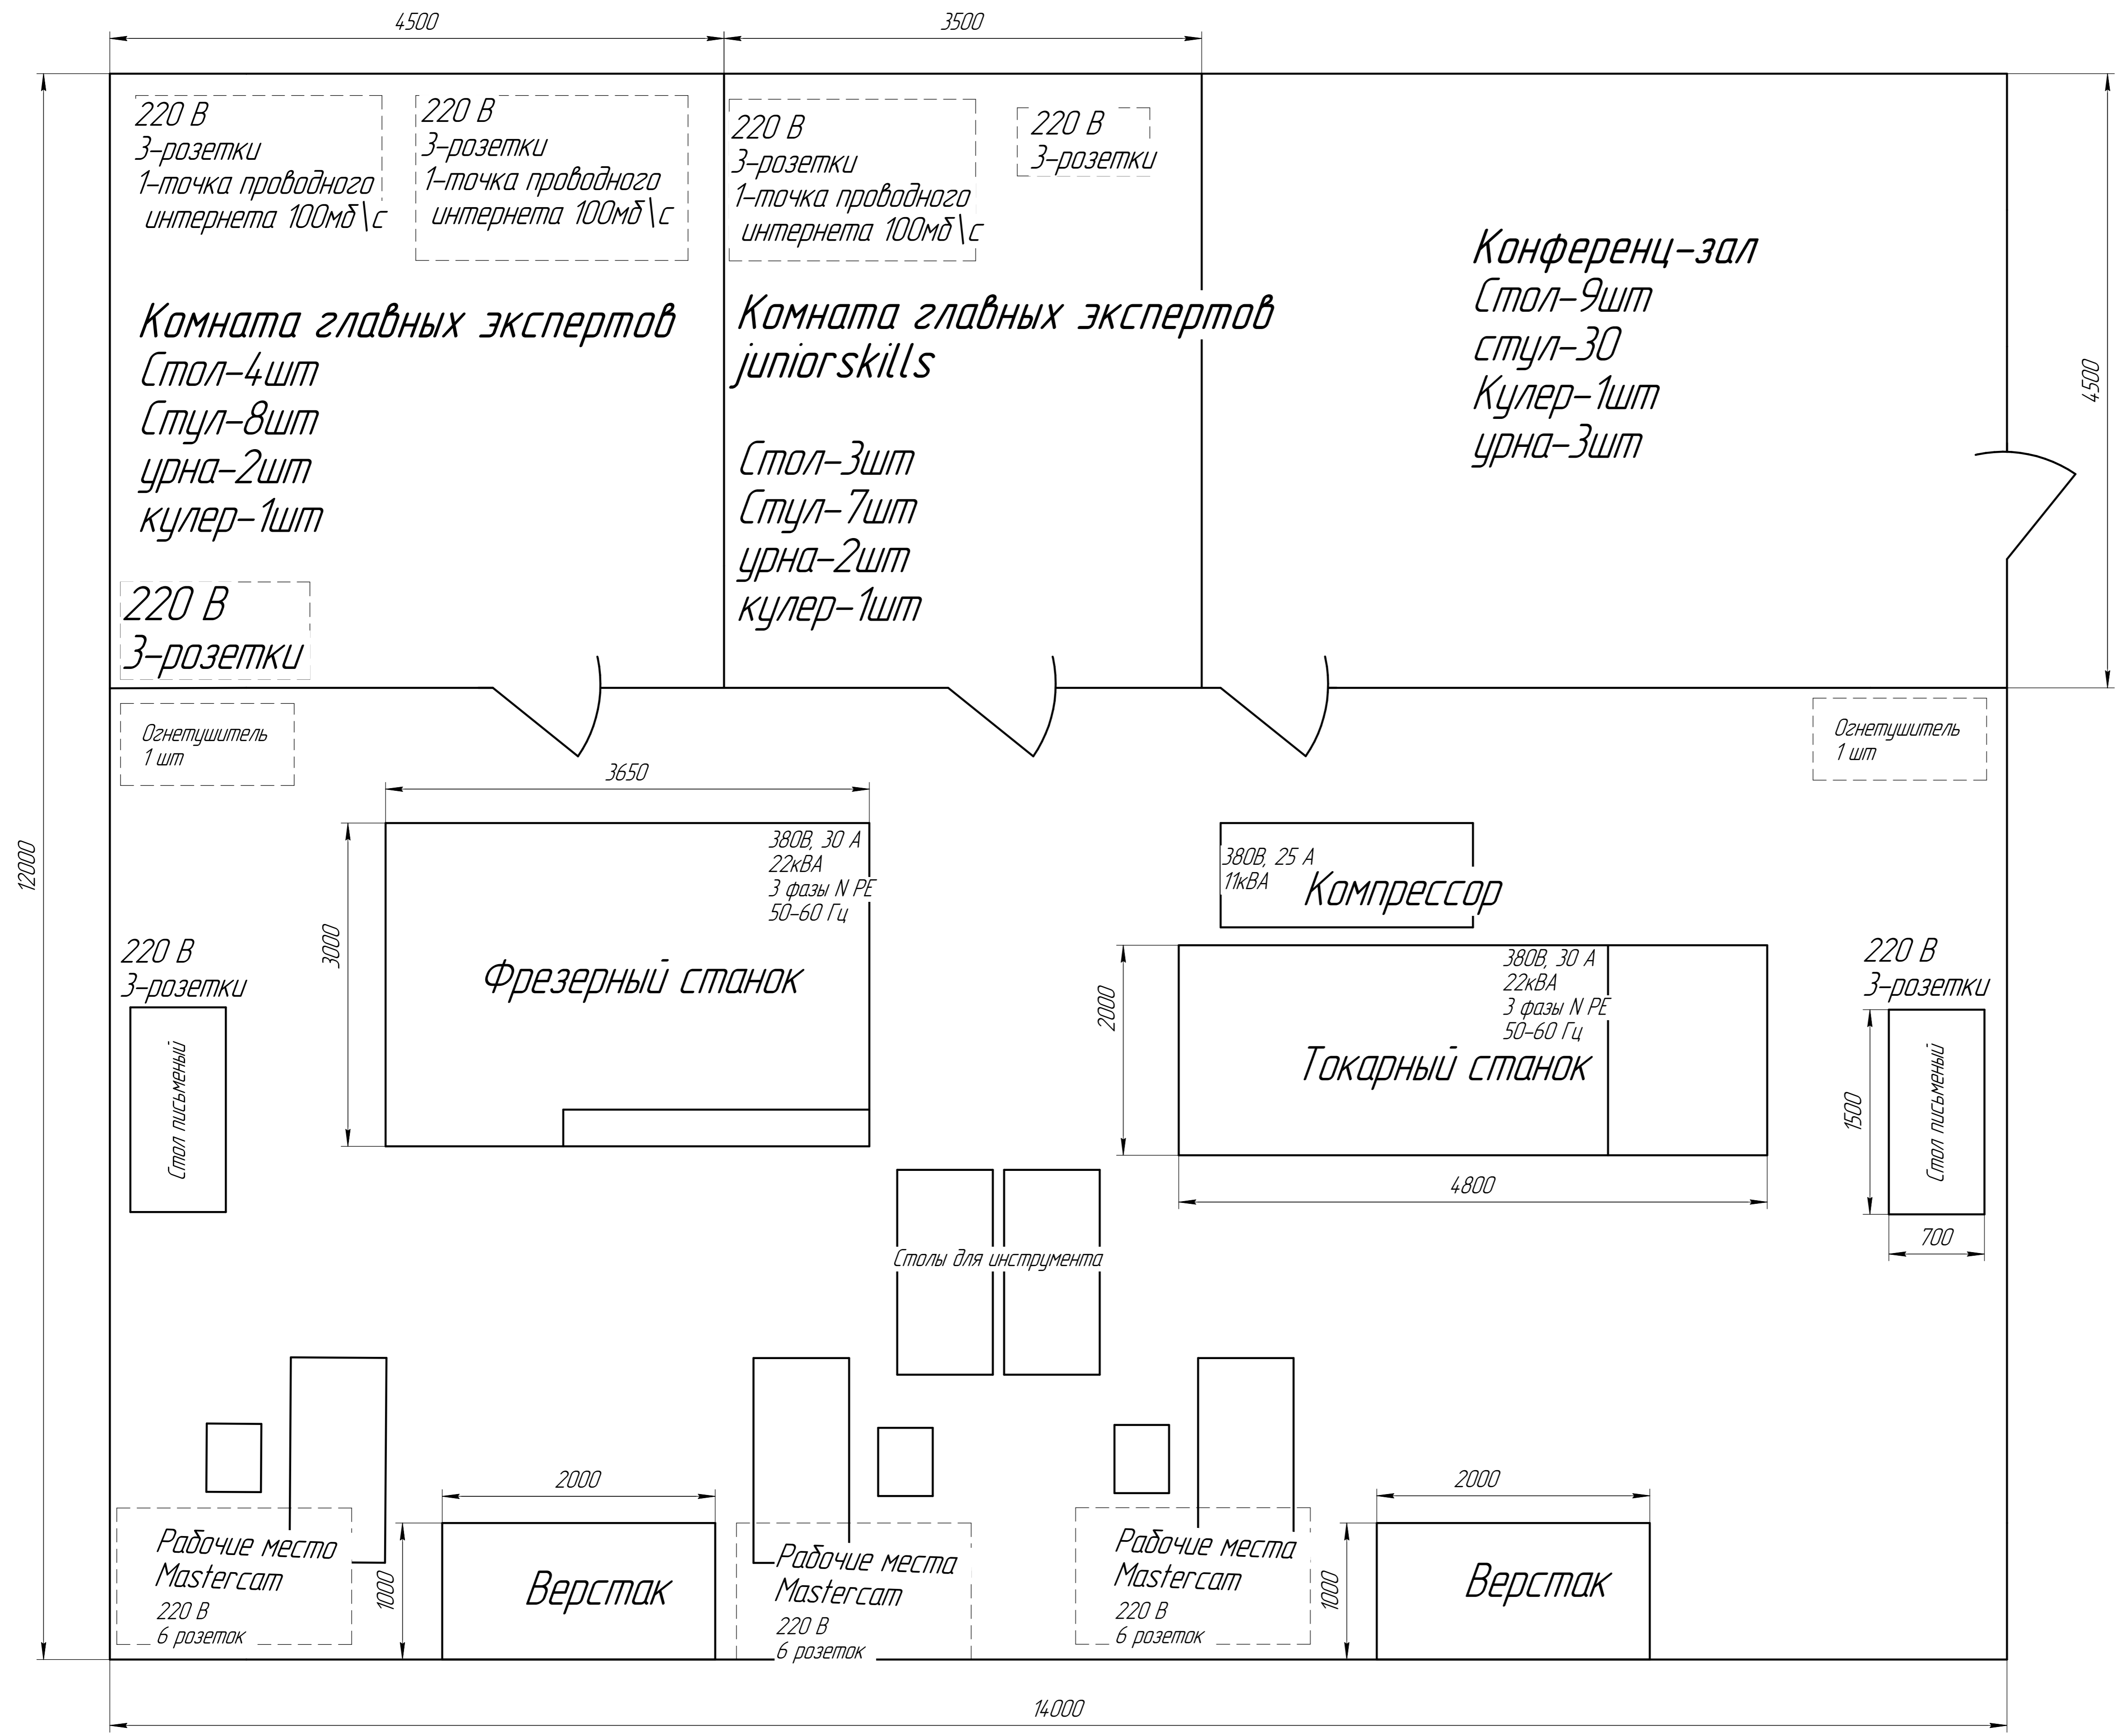 4500
3500
220 В
3-розетки
1-точка проводного
интернета 100мб\с
220 В
3-розетки
1-точка проводного
интернета 100мб\с
220 В
3-розетки
1-точка проводного
интернета 100мб\с
220 В
3-розетки
Комната главных экспертов
Стол-4шт
Стул-8шт
урна-2шт
кулер-1шт
220 В
3-розетки
Комната главных экспертов
juniorskills
Стол-3шт
Стул-7шт
урна-2шт
кулер-1шт
Конференц-зал
Стол-9шт
стул-30
Кулер-1шт
урна-3шт
4500
12000
Огнетушитель
1 шт
Огнетушитель
1 шт
3650
3000
380В, 30 А
22кВА
3 фазы N PE
50-60 Гц
Фрезерный станок
380В, 25 А
11кВА
Компрессор
2000
380В, 30 А
22кВА
3 фазы N PE
50-60 Гц
Токарный станок
4800
220 В
3-розетки
Стол письменый
220 В
3-розетки
1500
Стол письменый
700
Столы для инструмента
Рабочие место
Mastercam
220 В
6 розеток
2000
1000
Верстак
Рабочие места
Mastercam
220 В
6 розеток
Рабочие места
Mastercam
220 В
6 розеток
2000
1000
Верстак
14000